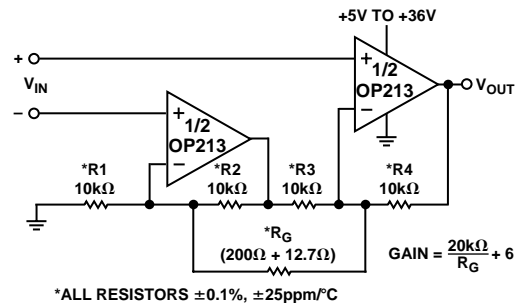 +5V TO +36V
+
V_IN
–
+
1/2
OP213
–
V_OUT
+
1/2
OP213
–
*R1
10kΩ
*R2
10kΩ
*R3
10kΩ
*R4
10kΩ
*R_G
(200Ω + 12.7Ω)
GAIN = 20kΩ/R_G + 6
*ALL RESISTORS ±0.1%, ±25ppm/°C